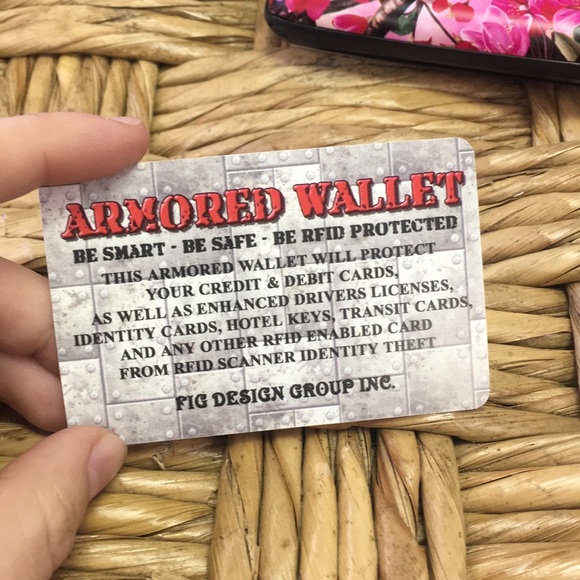 ARMORED WALLET
BE SMART - BE SAFE - BE RFID PROTECTED
THIS ARMORED WALLET WILL PROTECT
YOUR CREDIT & DEBIT CARDS,
AS WELL AS ENHANCED DRIVERS LICENSES,
IDENTITY CARDS, HOTEL KEYS, TRANSIT CARDS,
AND ANY OTHER RFID ENABLED CARD
FROM RFID SCANNER IDENTITY THEFT
FIG DESIGN GROUP INC.